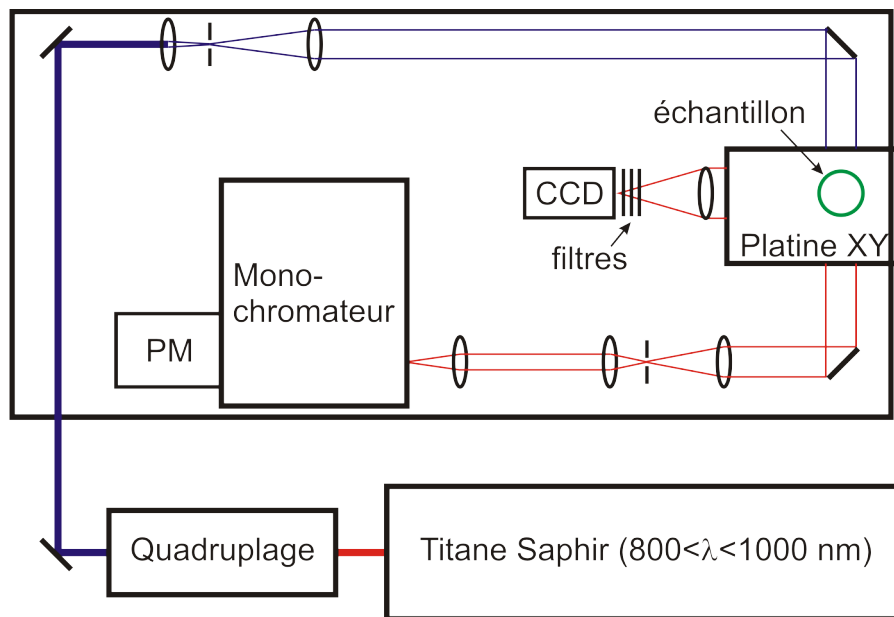 échantillon
CCD
filtres
Platine XY
Mono-
chromateur
PM
Quadruplage
Titane Saphir (800<λ<1000 nm)